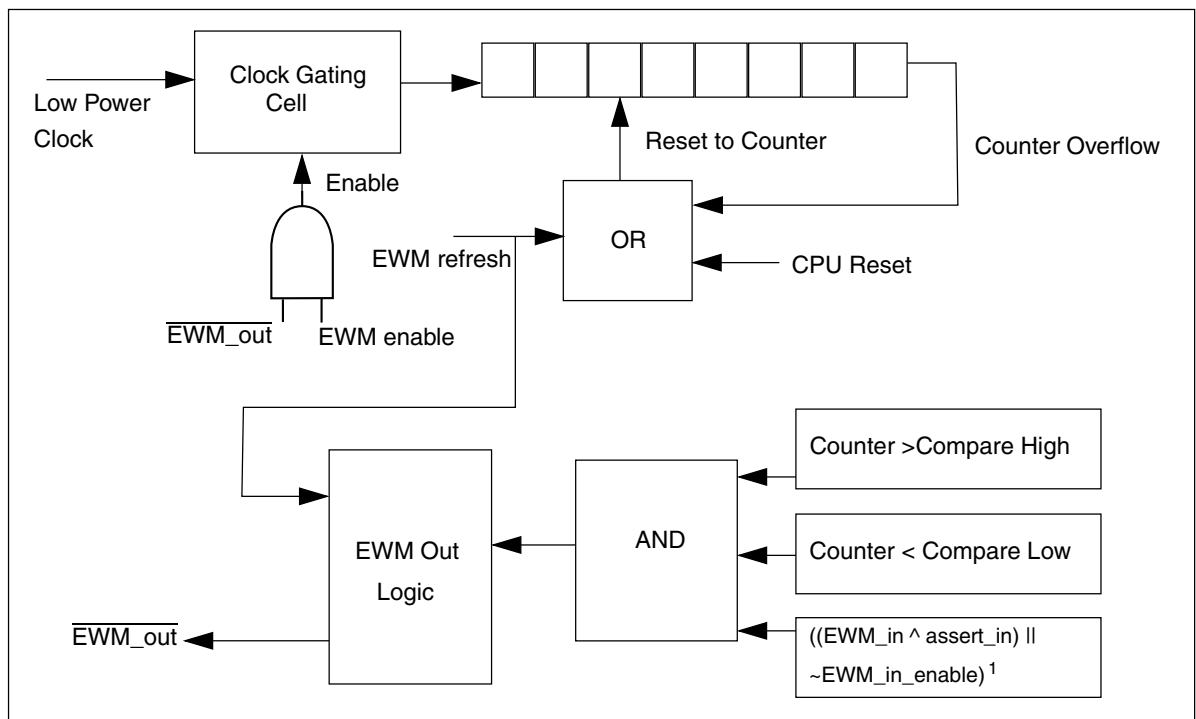 Clock Gating
Cell
Low Power
Clock
Reset to Counter
Counter Overflow
Enable
OR
EWM refresh
CPU Reset
EWM_out
EWM enable
Counter >Compare High
EWM Out
Logic
AND
Counter < Compare Low
EWM_out
((EWM_in ^ assert_in) ||
~EWM_in_enable) 1